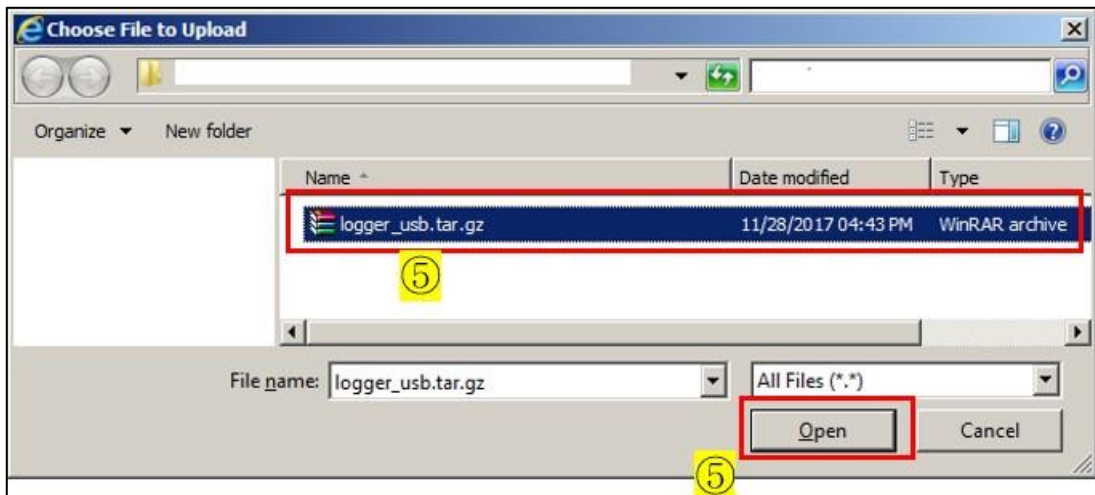 Choose File to Upload
Organize New folder
Name Date modified Type
logger_usb.tar.gz 11/28/2017 04:43 PM WinRAR archive
⑤
File name: logger_usb.tar.gz All Files (*.*)
Open Cancel
⑤